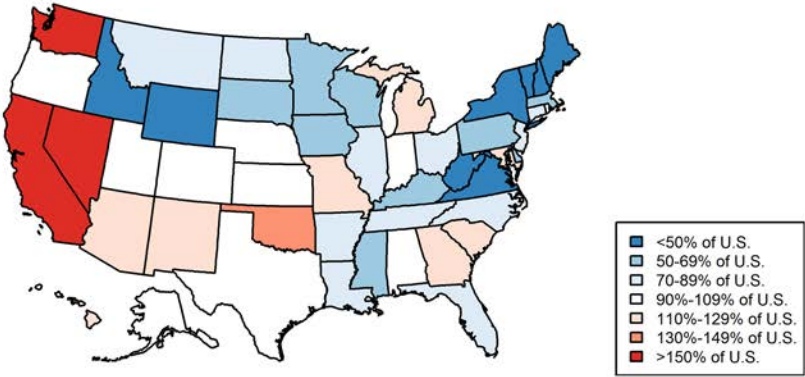 <50% of U.S.
50-69% of U.S.
70-89% of U.S.
90%-109% of U.S.
110%-129% of U.S.
130%-149% of U.S.
>150% of U.S.